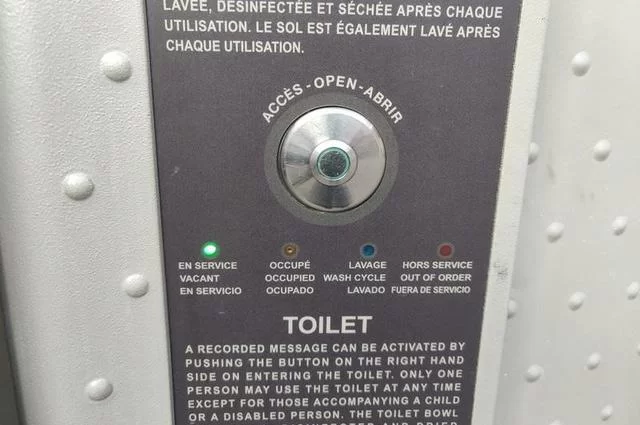 LAVÉE, DÉSINFECTÉE ET SÉCHÉE APRÈS CHAQUE
UTILISATION. LE SOL EST ÉGALEMENT LAVÉ APRÈS
CHAQUE UTILISATION.
ACCÈS - OPEN - ABRIR
EN SERVICE
VACANT
EN SERVICIO
OCCUPÉ
OCCUPIED
OCUPADO
LAVAGE
WASH CYCLE
LAVADO
HORS SERVICE
OUT OF ORDER
FUERA DE SERVICIO
TOILET
A RECORDED MESSAGE CAN BE ACTIVATED BY
PUSHING THE BUTTON ON THE RIGHT HAND
SIDE ON ENTERING THE TOILET. ONLY ONE
PERSON MAY USE THE TOILET AT ANY TIME
EXCEPT FOR THOSE ACCOMPANYING A CHILD
OR A DISABLED PERSON. THE TOILET BOWL